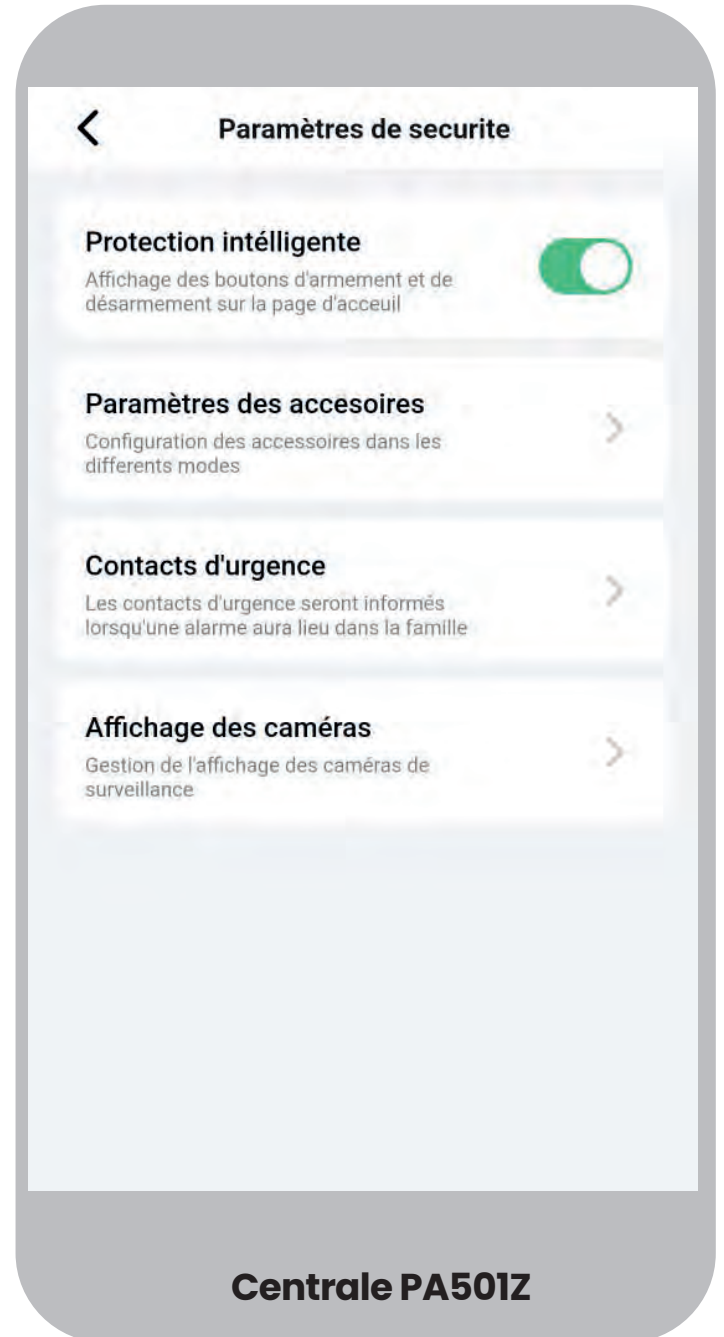 Paramètres de securite
Protection intélligente
Affichage des boutons d'armement et de
désarmement sur la page d'acceuil
Paramètres des accesoires
Configuration des accessoires dans les
differents modes
Contacts d'urgence
Les contacts d'urgence seront informés
lorsqu'une alarme aura lieu dans la famille
Affichage des caméras
Gestion de l'affichage des caméras de
surveillance
Centrale PA501Z